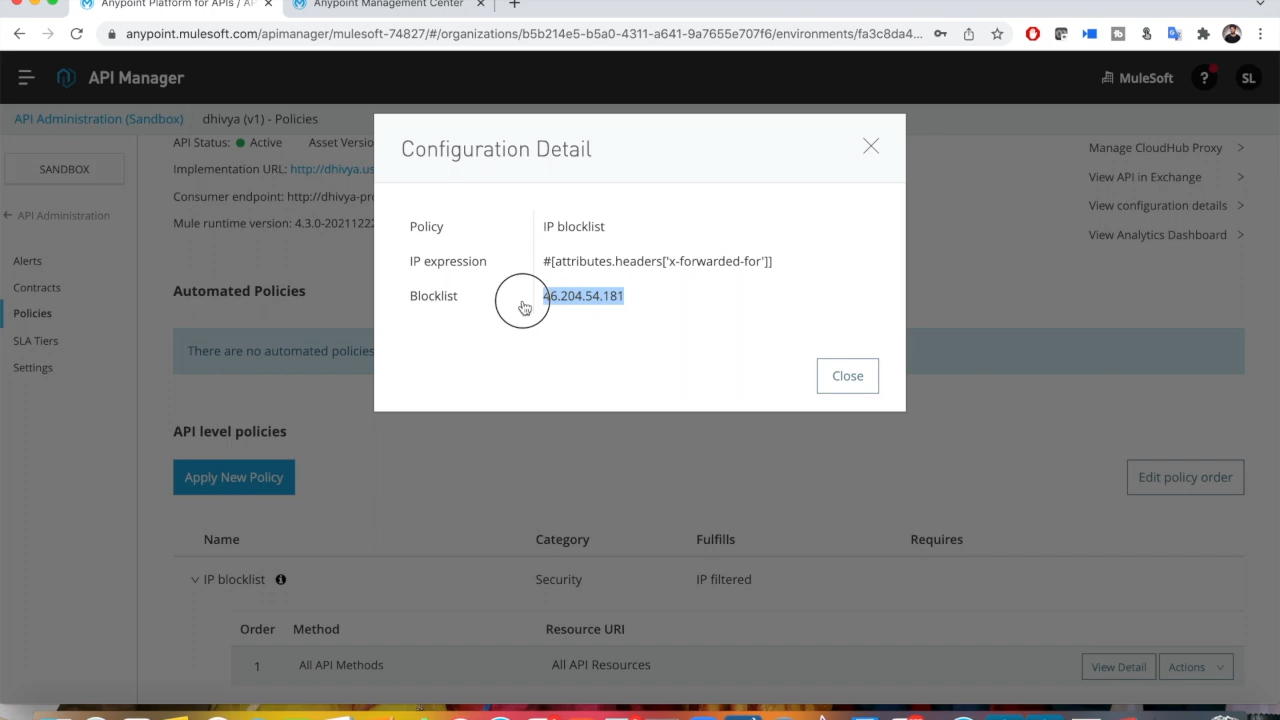 Anypoint Platform for APIs / AP
Anypoint Management Center
anypoint.mulesoft.com/apimanager/mulesoft-74827/#/organizations/b5b214e5-b5a0-4311-a641-9a7655e707f6/environments/fa3c8da4...
API Manager
MuleSoft
?
SL
API Administration (Sandbox)
dhivya (v1) - Policies
SANDBOX
API Administration
Alerts
Contracts
Policies
SLA Tiers
Settings
API Status: Active Asset Versio
Implementation URL: http://dhivya.us
Consumer endpoint: http://dhivya-pro
Mule runtime version: 4.3.0-20211222
Manage CloudHub Proxy
View API in Exchange
View configuration details
View Analytics Dashboard
Configuration Detail
Policy IP blocklist
IP expression #[attributes.headers['x-forwarded-for']]
Blocklist 46.204.54.181
Close
Automated Policies
There are no automated policies
API level policies
Apply New Policy
Edit policy order
Name Category Fulfills Requires
IP blocklist Security IP filtered
Order Method Resource URI
1 All API Methods All API Resources
View Detail
Actions